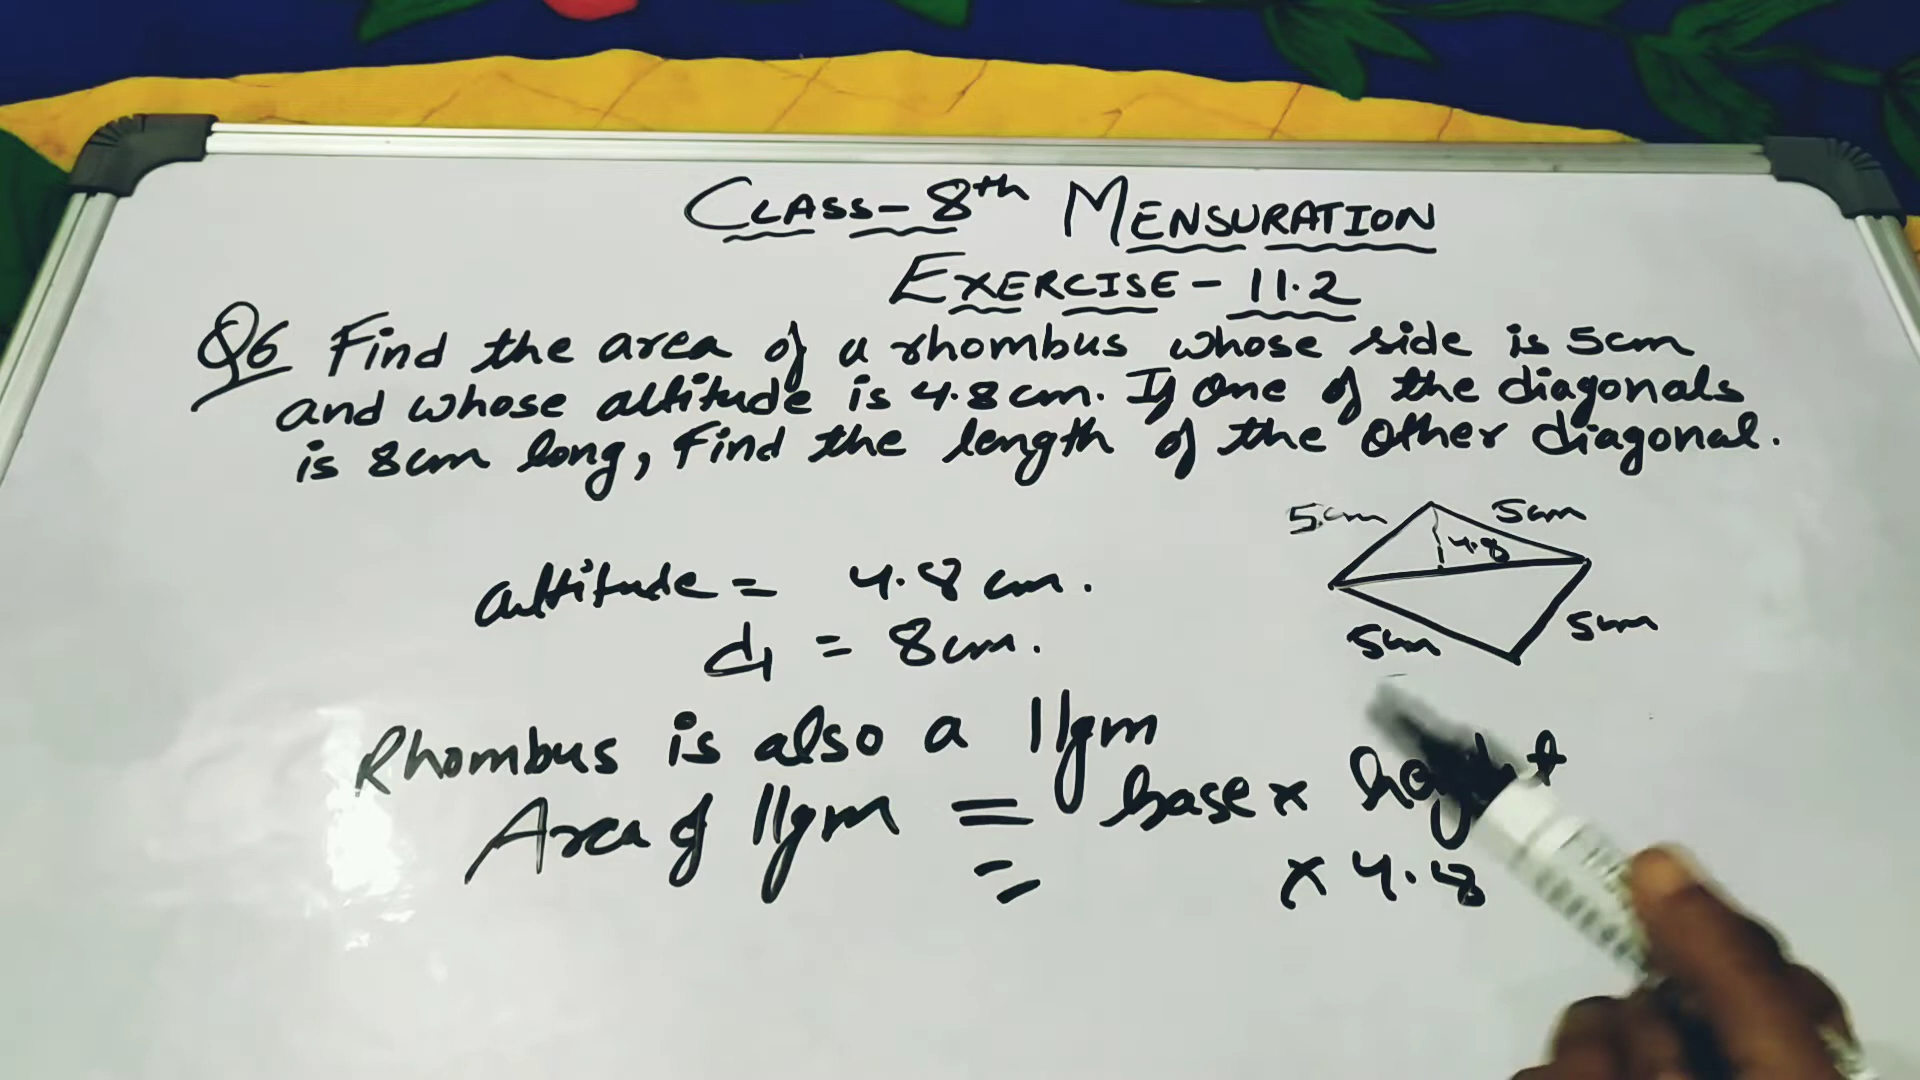 CLASS-8th MENSURATION
EXERCISE-11.2
Q6 Find the area of a rhombus whose side is 5cm
and whose altitude is 4.8cm. If one of the diagonals
is 8cm long, Find the length of the other diagonal.
5cm 5cm
4.8
5cm 5cm
altitude = 4.8 cm.
d1 = 8cm.
Rhombus is also a ||gm
Area of ||gm = base x
= x 4.8